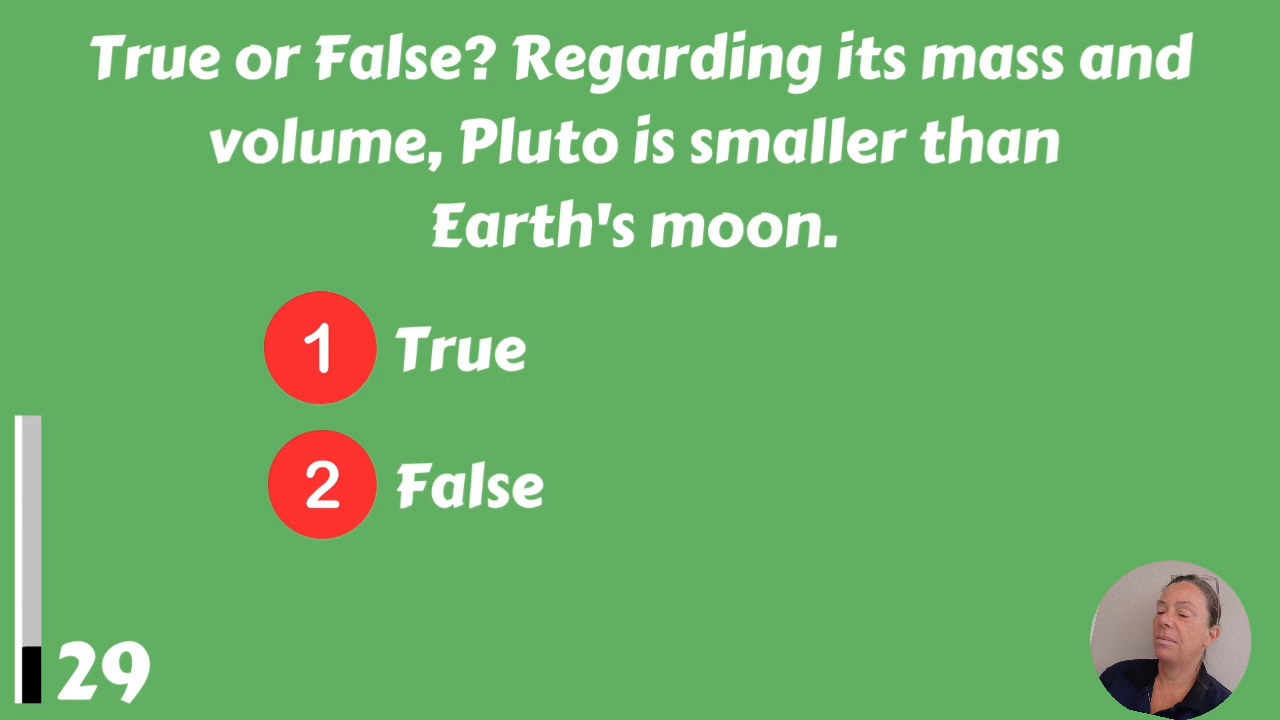 True or False? Regarding its mass and
volume, Pluto is smaller than
Earth's moon.
1 True
2 False
29